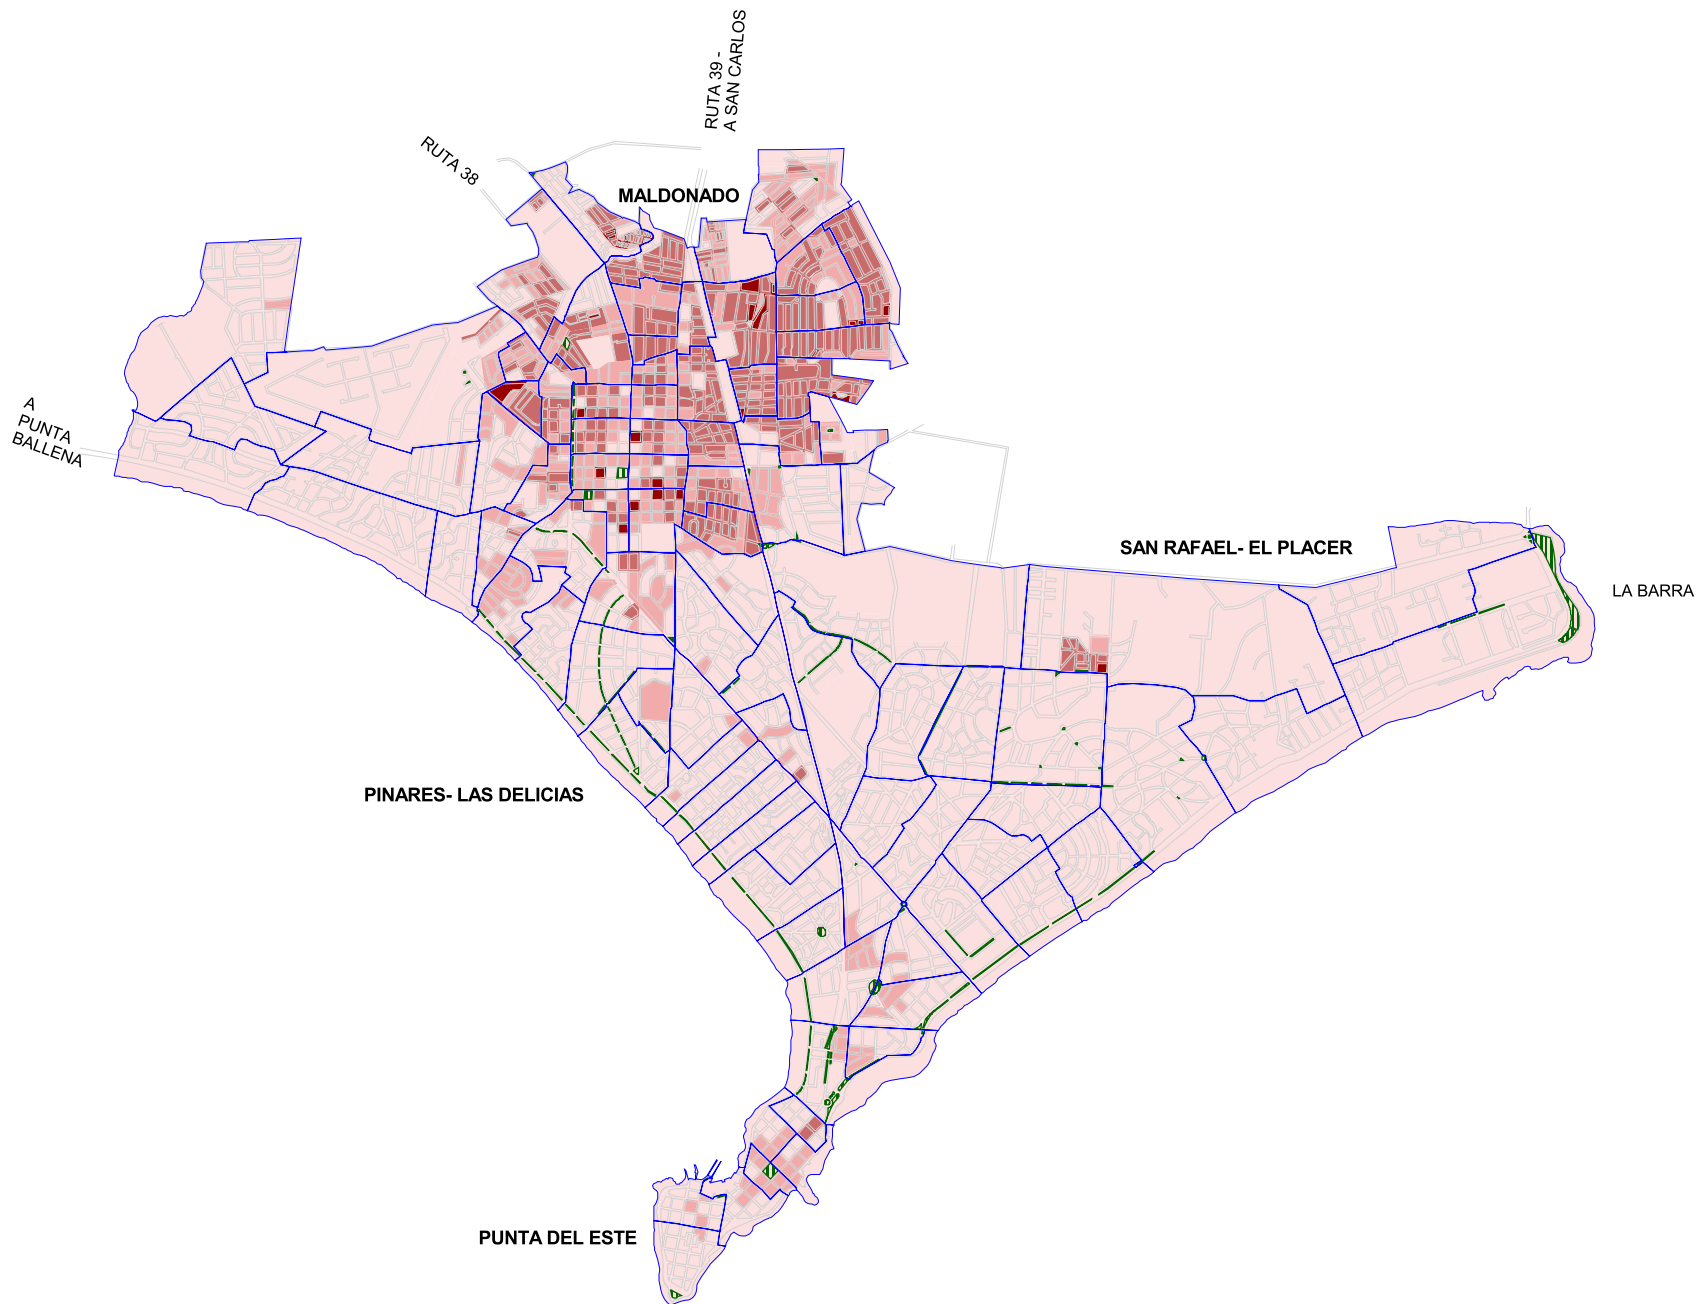 RUTA 39 -
A SAN CARLOS
RUTA 38
MALDONADO
A
PUNTA
BALLENA
SAN RAFAEL- EL PLACER
LA BARRA
PINARES- LAS DELICIAS
PUNTA DEL ESTE